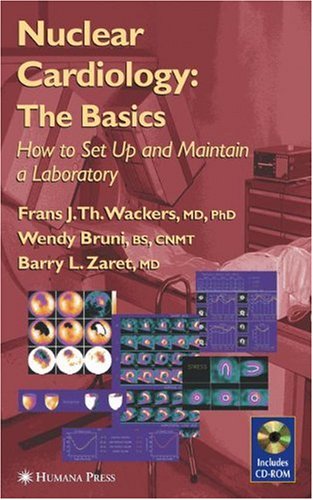 Nuclear
Cardiology:
The Basics
How to Set Up and Maintain
a Laboratory
Frans J.Th. Wackers, MD, PhD
Wendy Bruni, BS, CNMT
Barry L. Zaret, MD
STRESS
Includes
CD-ROM
HUMANA PRESS